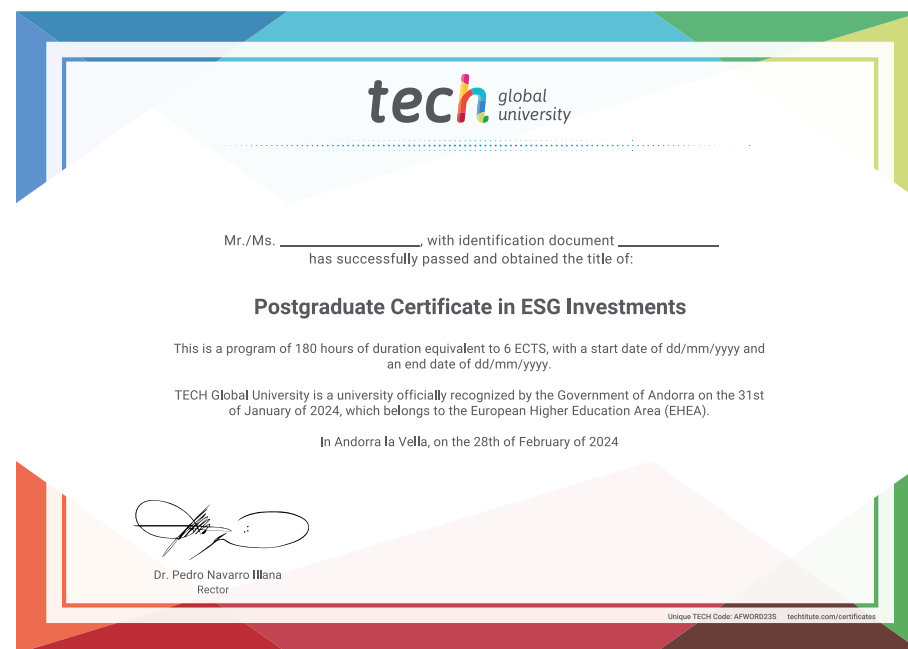 tech global
university
Mr./Ms. ____________, with identification document ____________
has successfully passed and obtained the title of:
Postgraduate Certificate in ESG Investments
This is a program of 180 hours of duration equivalent to 6 ECTS, with a start date of dd/mm/yyyy and
an end date of dd/mm/yyyy.
TECH Global University is a university officially recognized by the Government of Andorra on the 31st
of January of 2024, which belongs to the European Higher Education Area (EHEA).
In Andorra la Vella, on the 28th of February of 2024
Dr. Pedro Navarro Illana
Rector
Unique TECH Code: AFWORD23S techtitute.com/certificates